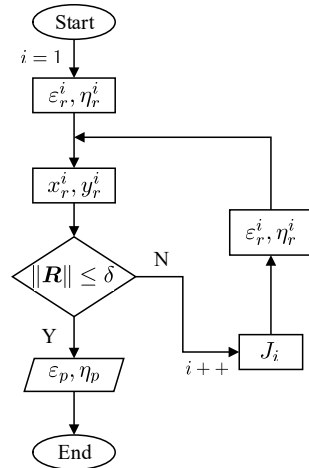 Start
i = 1
ε_r^i, η_r^i
x_r^i, y_r^i
ε_r^i, η_r^i
‖R‖ ≤ δ
N
Y
i++
J_i
ε_p, η_p
End